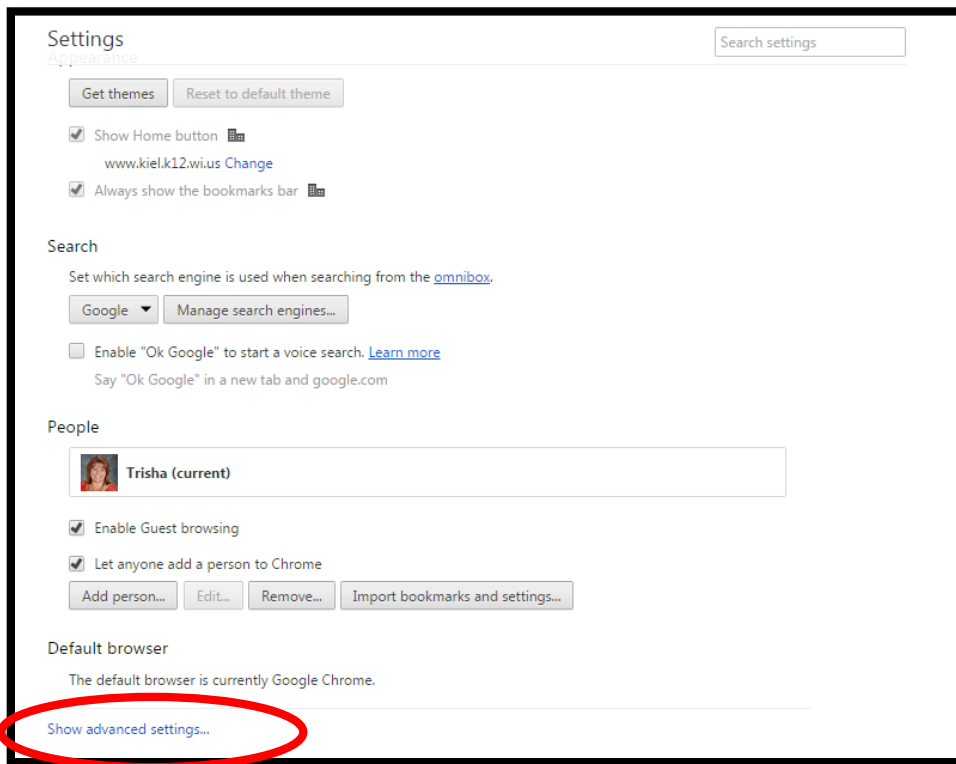 Settings
Search settings
Appearance
Get themes Reset to default theme
Show Home button
www.kiel.k12.wi.us Change
Always show the bookmarks bar
Search
Set which search engine is used when searching from the omnibox.
Google Manage search engines...
Enable "Ok Google" to start a voice search. Learn more
Say "Ok Google" in a new tab and google.com
People
Trisha (current)
Enable Guest browsing
Let anyone add a person to Chrome
Add person... Edit... Remove... Import bookmarks and settings...
Default browser
The default browser is currently Google Chrome.
Show advanced settings...